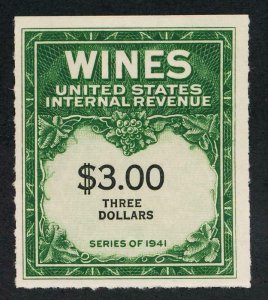 WINES
UNITED STATES
INTERNAL REVENUE
$3.00
THREE
DOLLARS
SERIES OF 1941